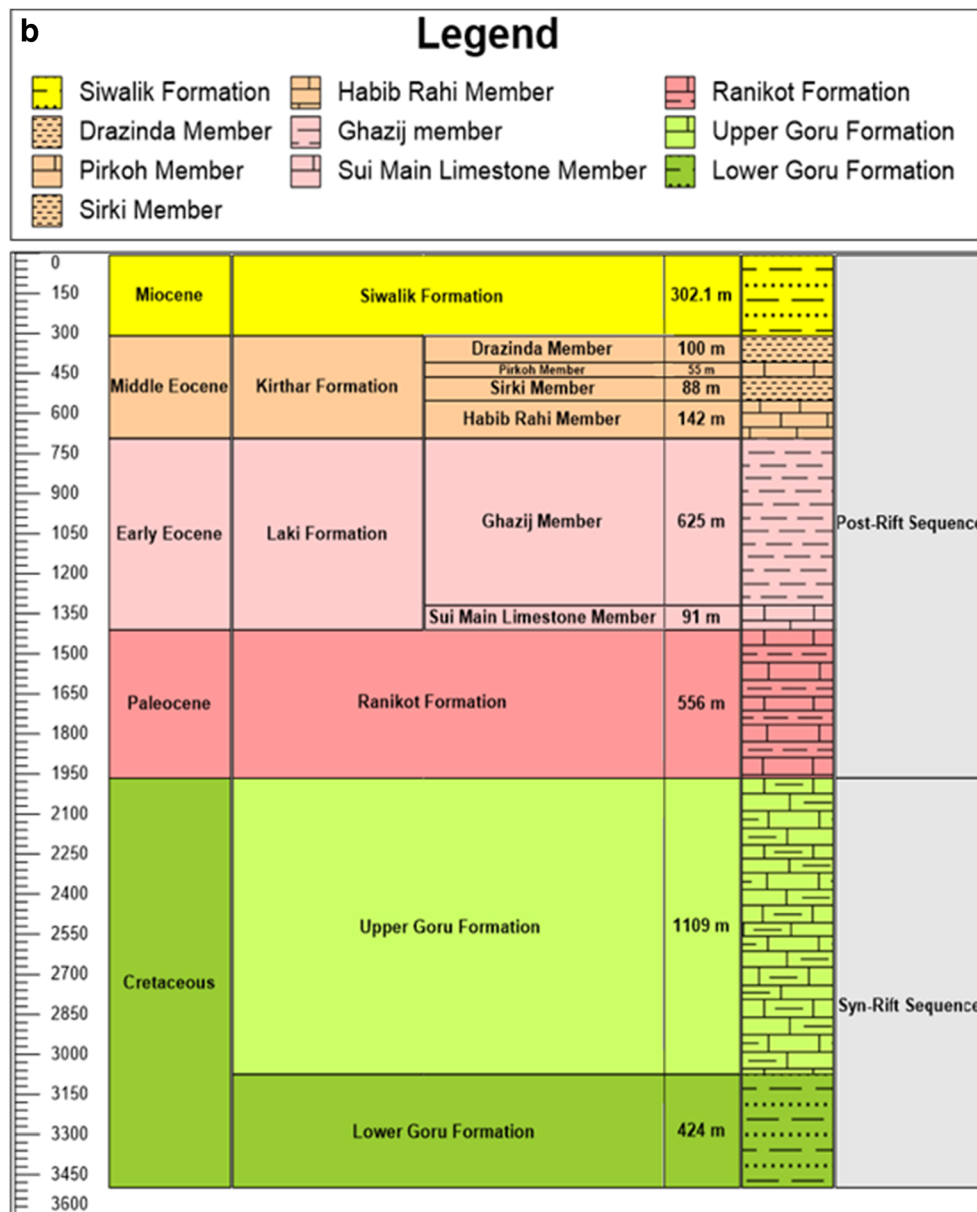 b
Legend
Siwalik Formation Habib Rahi Member Ranikot Formation
Drazinda Member Ghazij member Upper Goru Formation
Pirkoh Member Sui Main Limestone Member Lower Goru Formation
Sirki Member
0
150 Miocene Siwalik Formation 302.1 m
300
Drazinda Member 100 m
450 Pirkoh Member 55 m
Middle Eocene Kirthar Formation Sirki Member 88 m
600 Habib Rahi Member 142 m
750
900
Ghazij Member 625 m Post-Rift Sequence
1050 Early Eocene Laki Formation
1200
1350 Sui Main Limestone Member 91 m
1500
1650 Paleocene Ranikot Formation 556 m
1800
1950
2100
2250
2400
2550 Upper Goru Formation 1109 m
2700 Cretaceous
2850 Syn-Rift Sequence
3000
3150
3300 Lower Goru Formation 424 m
3450
3600